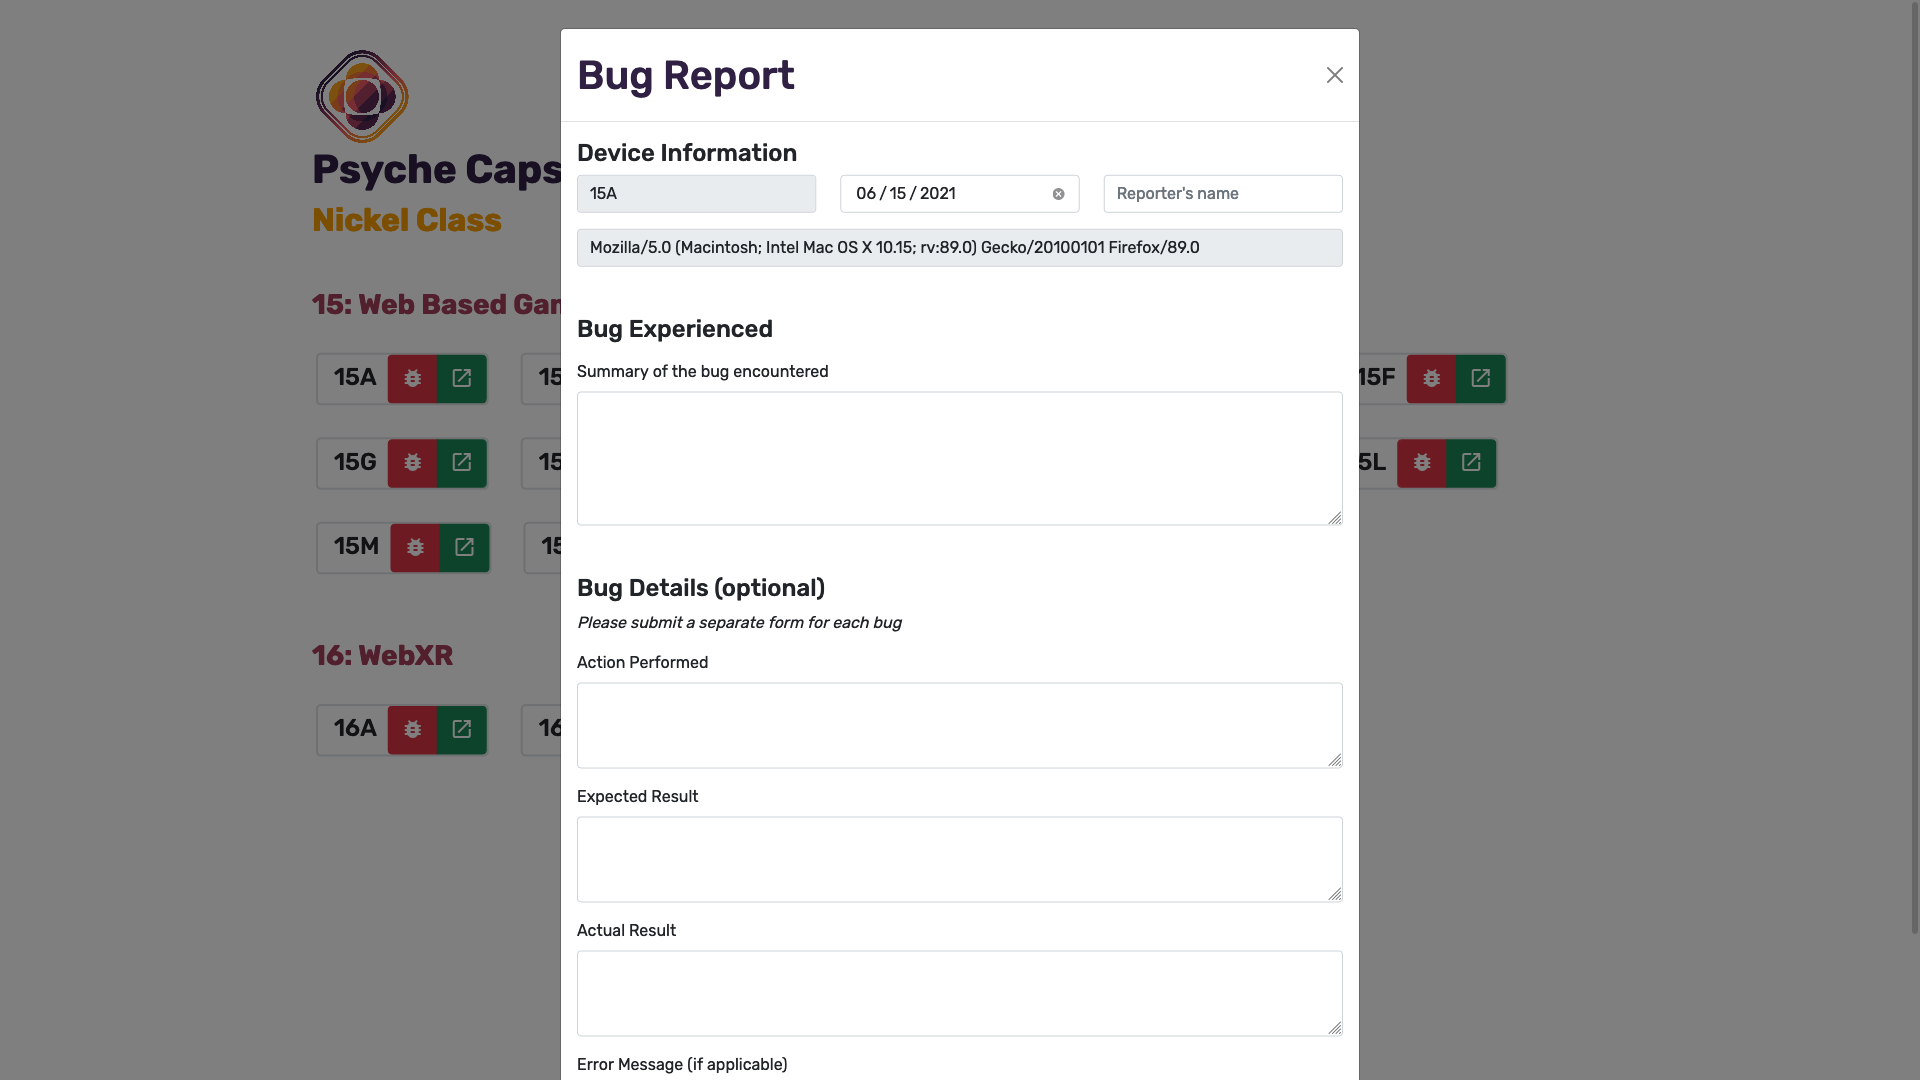 Bug Report
Psyche Caps
Nickel Class
Device Information
15A
06 / 15 / 2021
Reporter's name
Mozilla/5.0 (Macintosh; Intel Mac OS X 10.15; rv:89.0) Gecko/20100101 Firefox/89.0
15: Web Based Gam
Bug Experienced
Summary of the bug encountered
15A
15
15F
15G
15
5L
15M
15
Bug Details (optional)
Please submit a separate form for each bug
16: WebXR
Action Performed
16A
16
Expected Result
Actual Result
Error Message (if applicable)